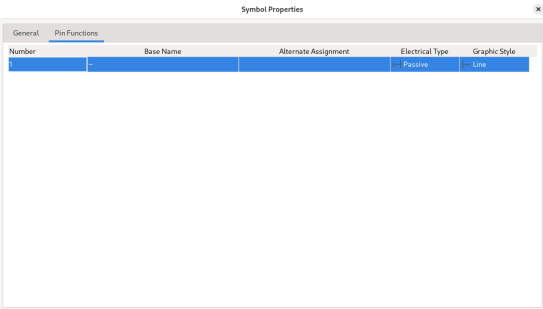 Symbol Properties
General Pin Functions
Number Base Name Alternate Assignment Electrical Type Graphic Style
1 ~ Passive Line